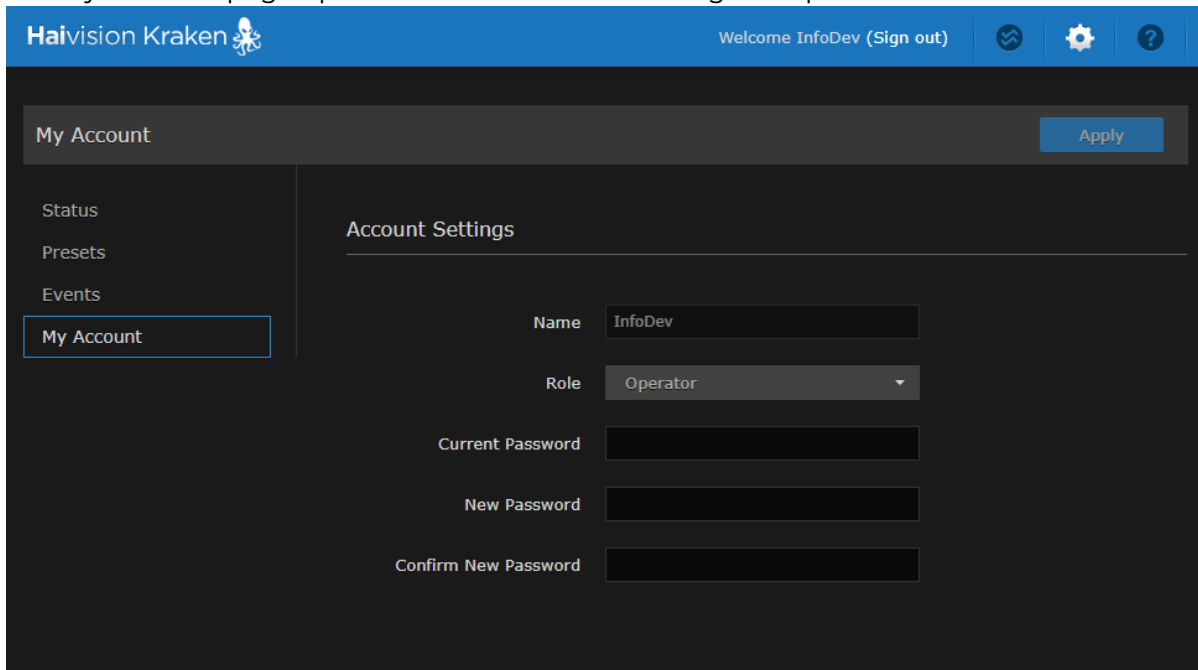 Haivision Kraken
Welcome InfoDev (Sign out)
?
My Account
Apply
Status
Presets
Events
My Account
Account Settings
Name
InfoDev
Role
Operator
Current Password
New Password
Confirm New Password